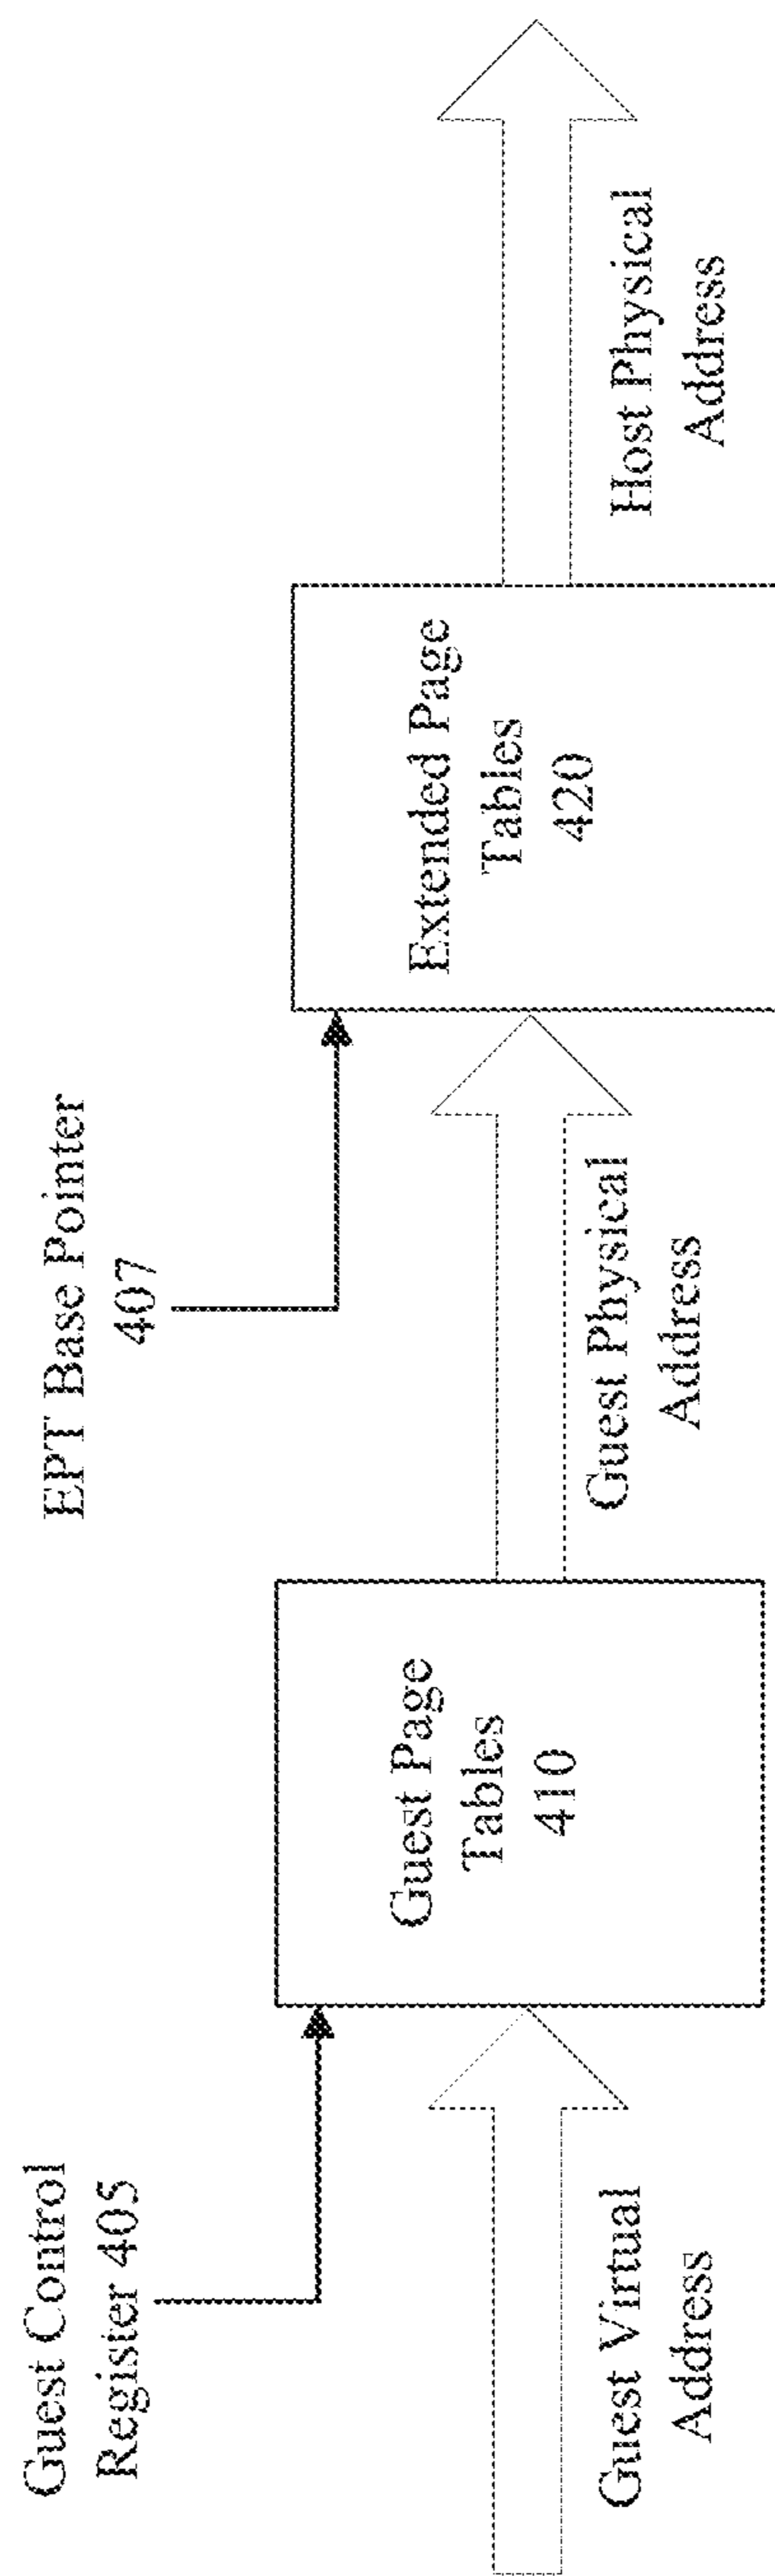 Guest Control
Register 405
EPT Base Pointer
407
Guest Page
Tables
410
Extended Page
Tables
420
Guest Virtual
Address
Guest Physical
Address
Host Physical
Address